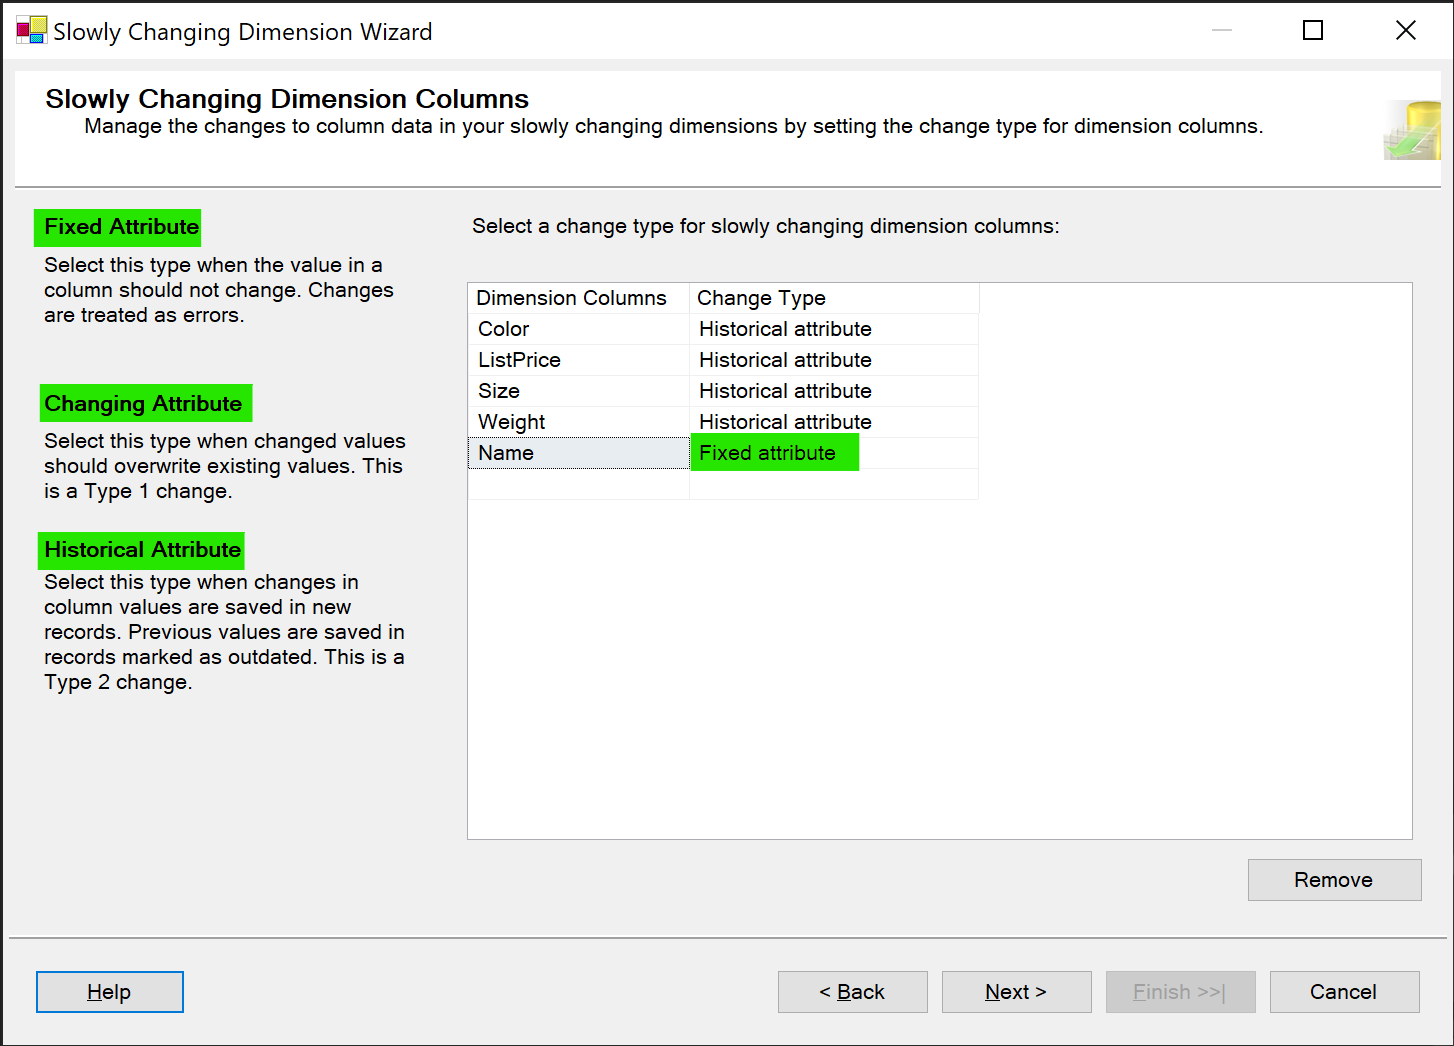 Slowly Changing Dimension Wizard
Slowly Changing Dimension Columns
Manage the changes to column data in your slowly changing dimensions by setting the change type for dimension columns.
Fixed Attribute
Select this type when the value in a
column should not change. Changes
are treated as errors.
Changing Attribute
Select this type when changed values
should overwrite existing values. This
is a Type 1 change.
Historical Attribute
Select this type when changes in
column values are saved in new
records. Previous values are saved in
records marked as outdated. This is a
Type 2 change.
Select a change type for slowly changing dimension columns:
Dimension Columns Change Type
Color Historical attribute
ListPrice Historical attribute
Size Historical attribute
Weight Historical attribute
Name Fixed attribute
Remove
Help < Back Next > Finish >>| Cancel